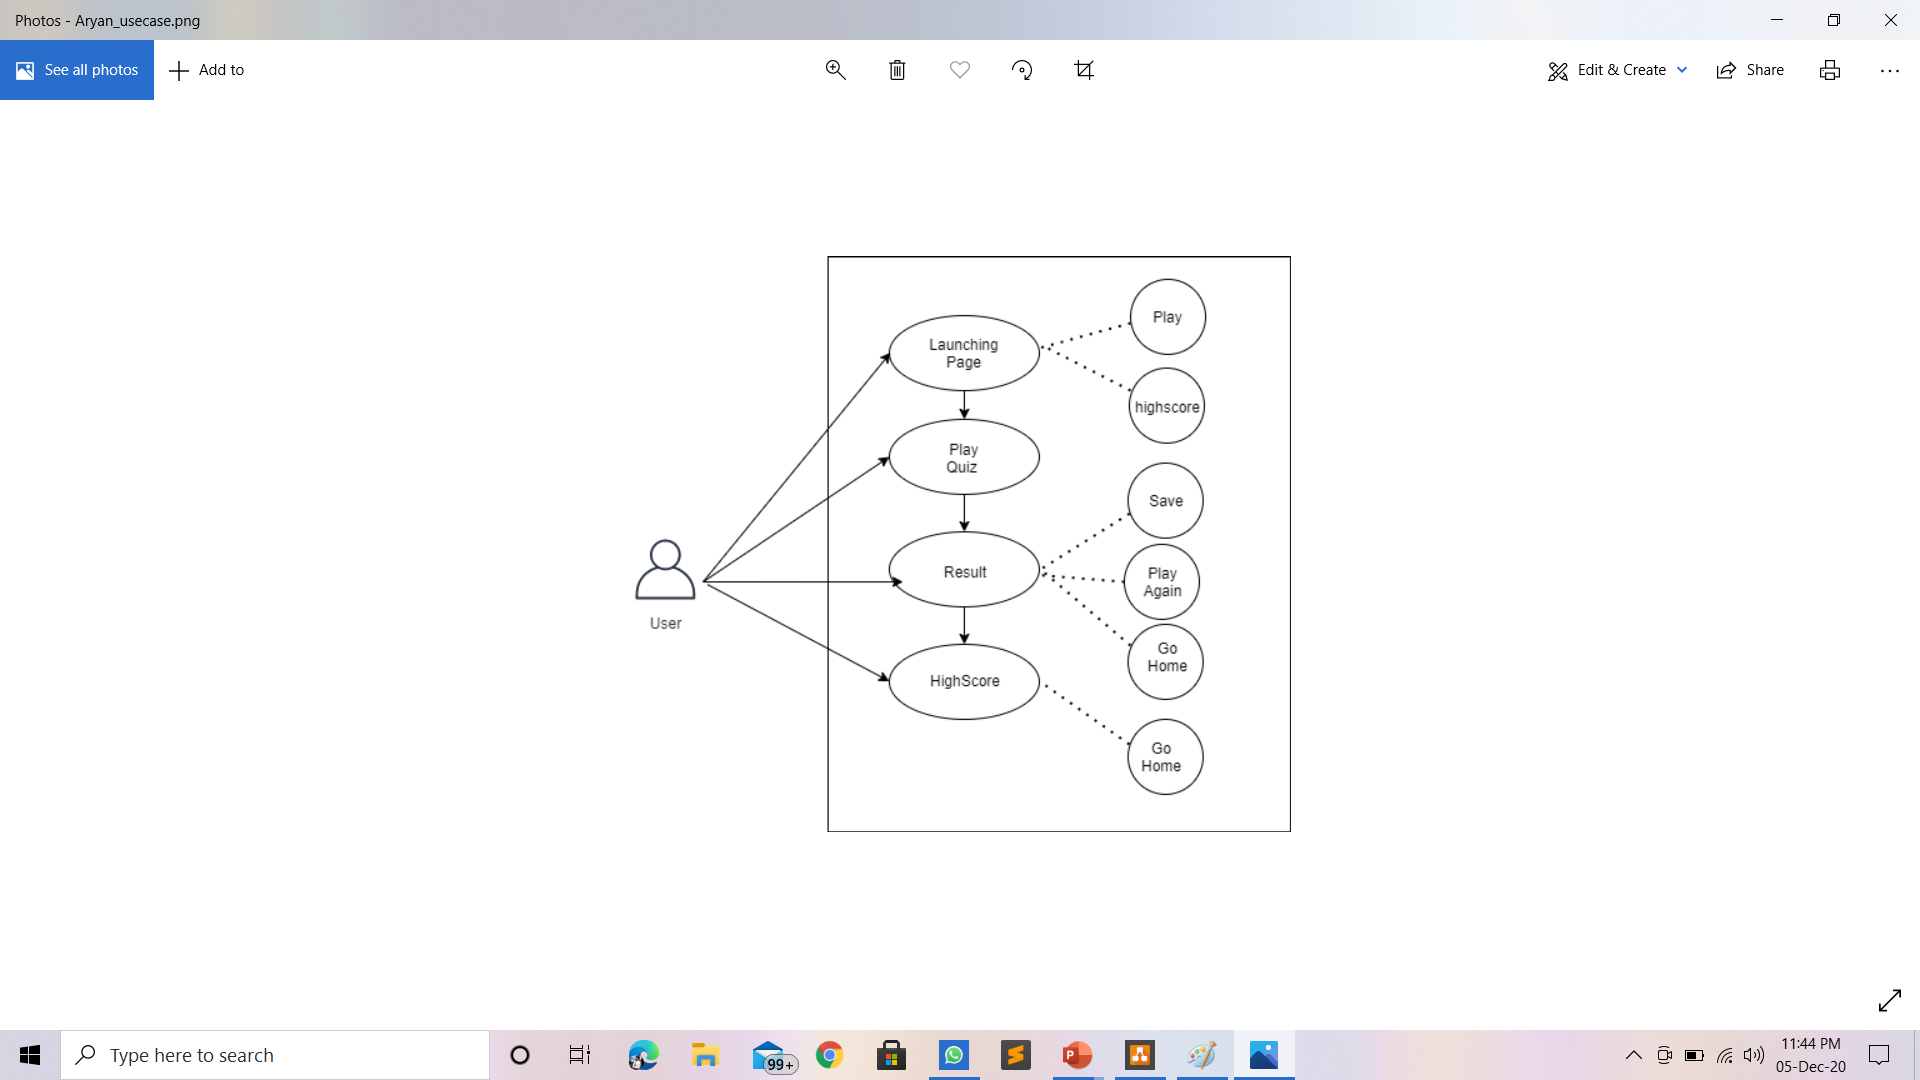 Photos - Aryan_usecase.png
See all photos
Add to
Edit & Create
Share
Play
Launching
Page
highscore
Play
Quiz
Save
Result
Play
Again
User
Go
Home
HighScore
Go
Home
Type here to search
99+
11:44 PM
05-Dec-20